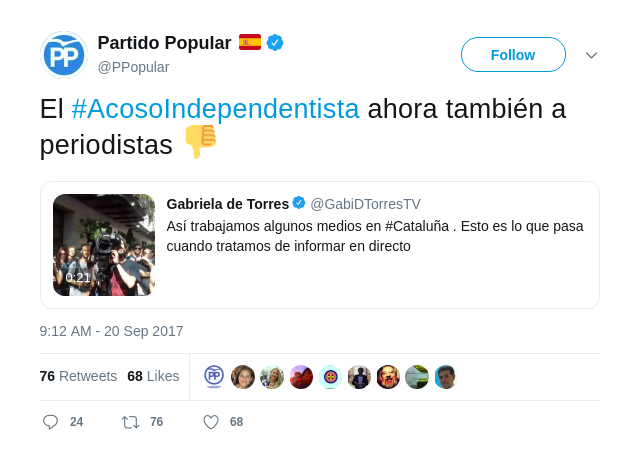 Partido Popular
@PPopular
Follow
El #AcosoIndependentista ahora también a
periodistas
Gabriela de Torres @GabiDTorresTV
Así trabajamos algunos medios en #Cataluña . Esto es lo que pasa
cuando tratamos de informar en directo
0:21
9:12 AM - 20 Sep 2017
76 Retweets 68 Likes
24 76 68